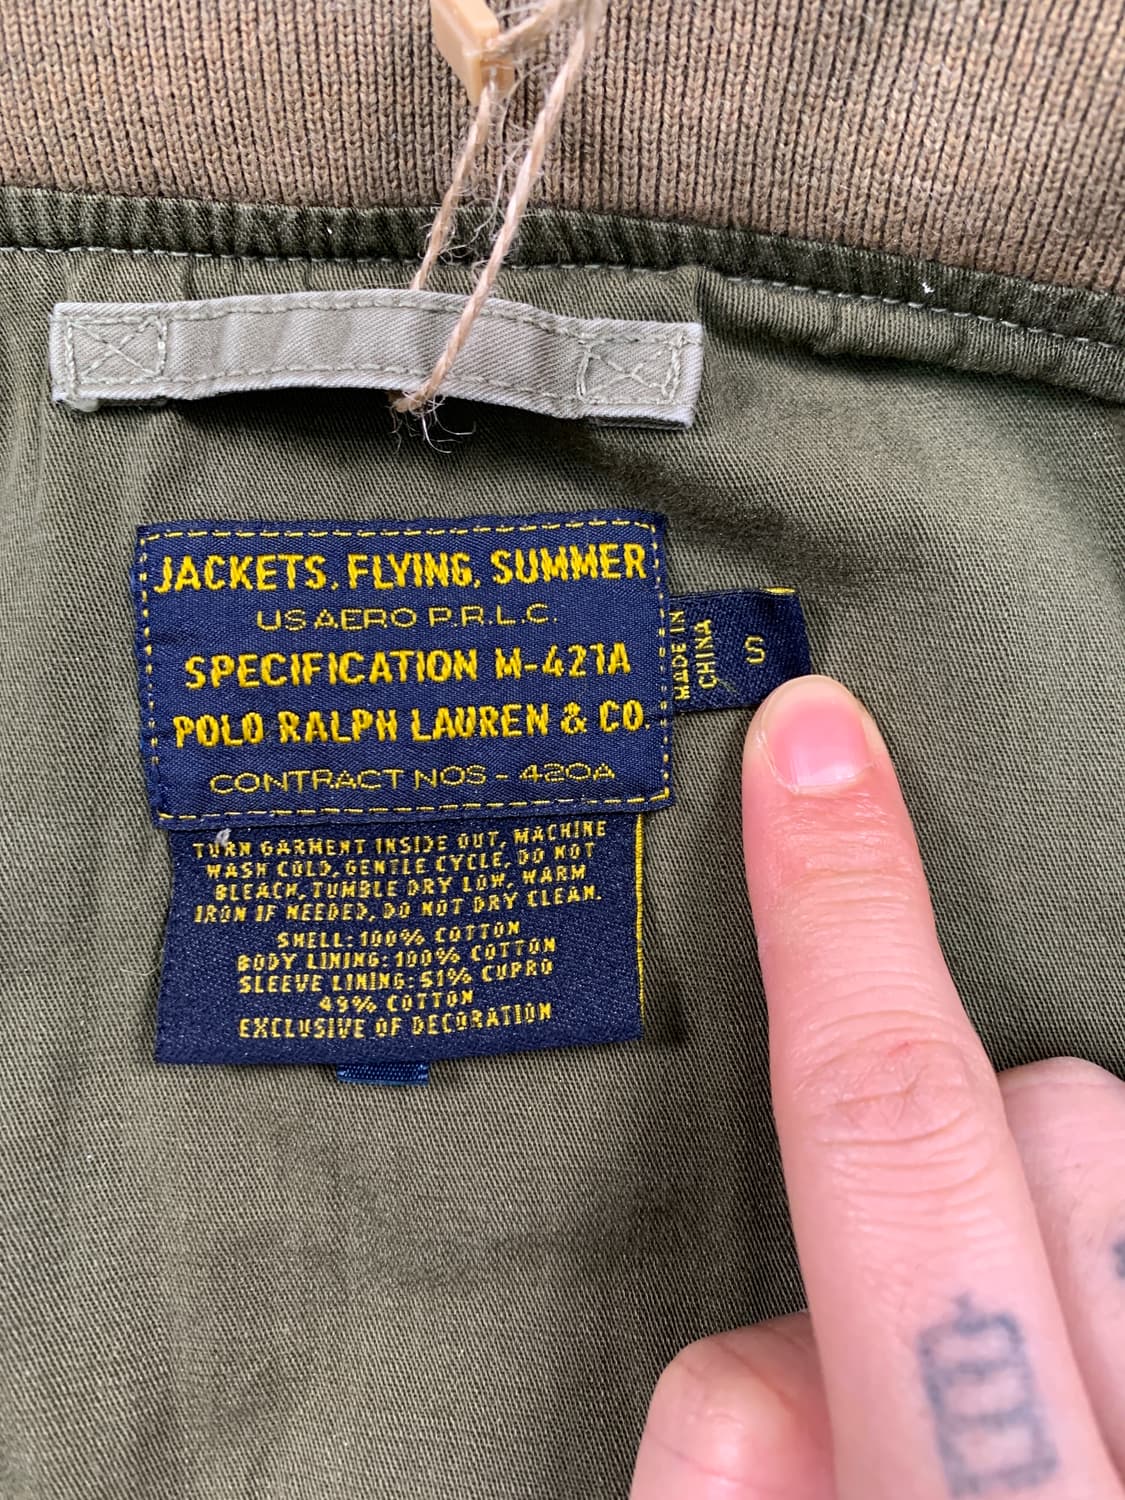 JACKETS, FLYING, SUMMER
US AERO P.R.L.C.
SPECIFICATION M-421A
POLO RALPH LAUREN & CO.
CONTRACT NOS - 420A
MADE IN
CHINA
S
TURN GARMENT INSIDE OUT, MACHINE
WASH COLD, GENTLE CYCLE, DO NOT
BLEACH, TUMBLE DRY LOW, WARM
IRON IF NEEDED, DO NOT DRY CLEAN.
SHELL: 100% COTTON
BODY LINING: 100% COTTON
SLEEVE LINING: 51% CUPRO
49% COTTON
EXCLUSIVE OF DECORATION